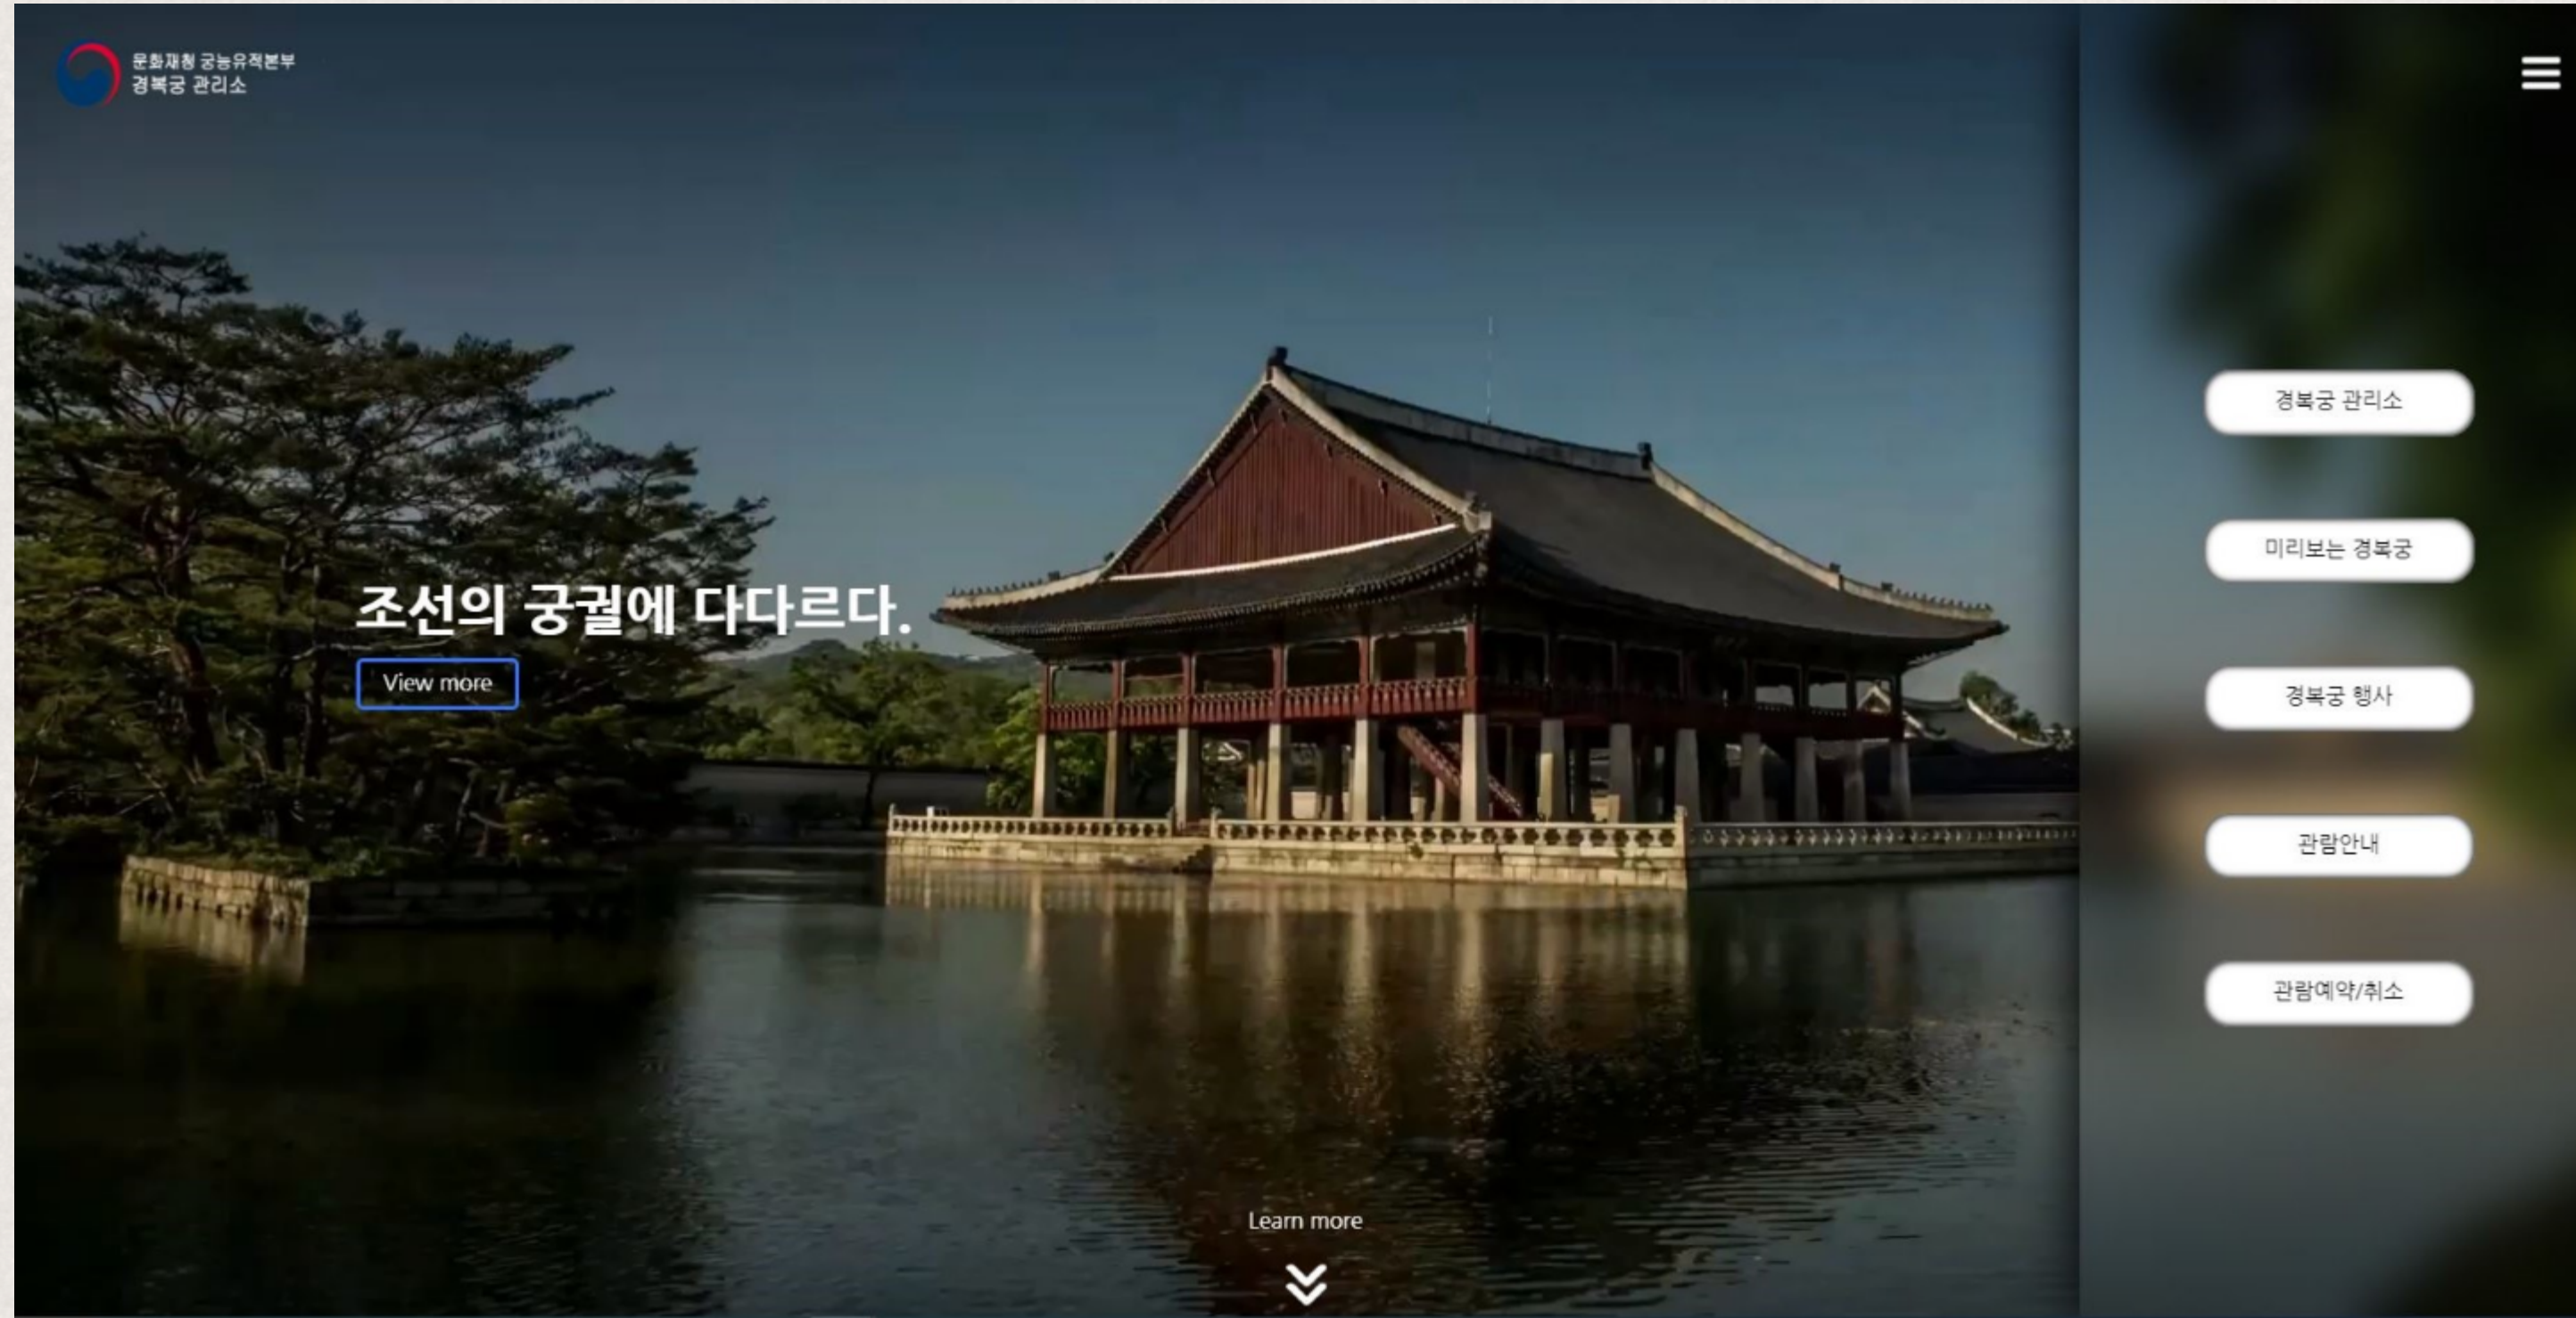 문화재청 궁능유적본부
경복궁 관리소
조선의 궁궐에 다다르다.
View more
경복궁 관리소
미리보는 경복궁
경복궁 행사
관람안내
관람예약/취소
Learn more